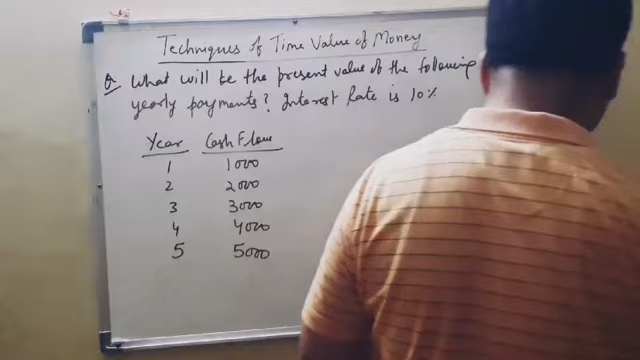 Techniques of Time Value of Money
Q. What will be the present value of the following
yearly payments? Interest Rate is 10%
Year Cash Flow
1 1000
2 2000
3 3000
4 4000
5 5000